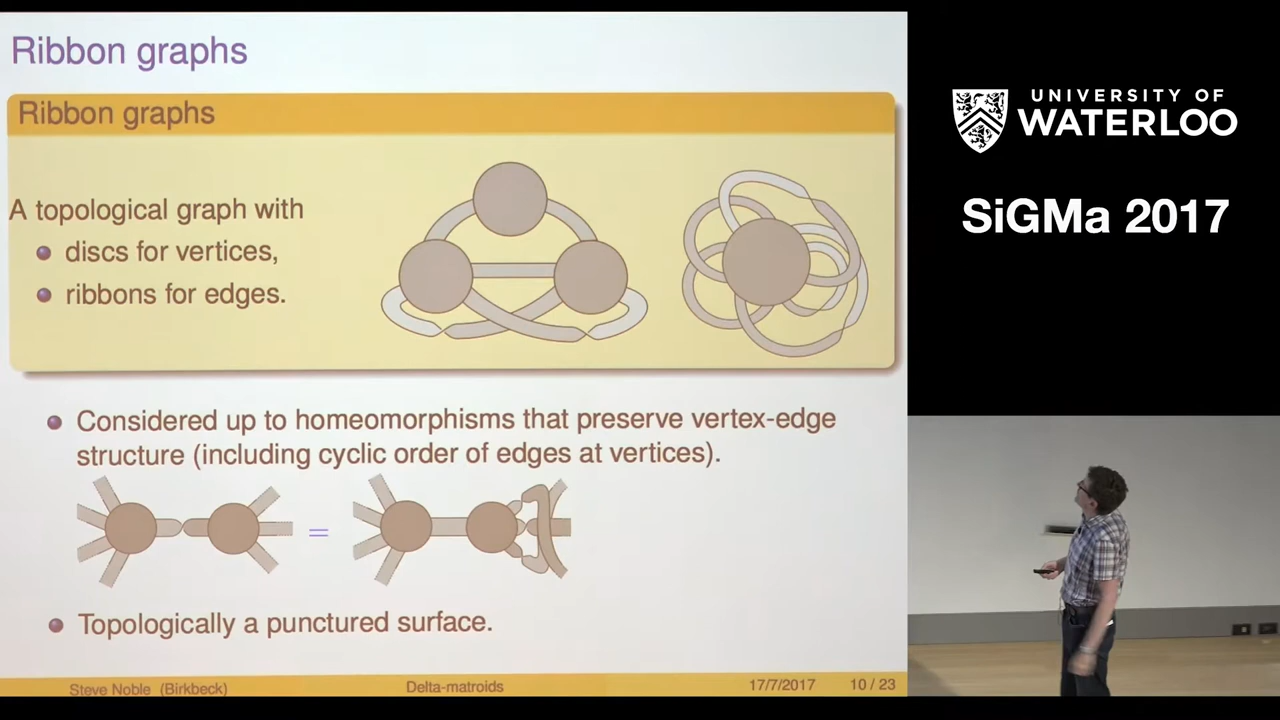 Ribbon graphs
Ribbon graphs
A topological graph with
discs for vertices,
ribbons for edges.
Considered up to homeomorphisms that preserve vertex-edge
structure (including cyclic order of edges at vertices).
=
Topologically a punctured surface.
Steve Noble (Birkbeck)
Delta-matroids
17/7/2017
10 / 23
UNIVERSITY OF
WATERLOO
SiGMa 2017